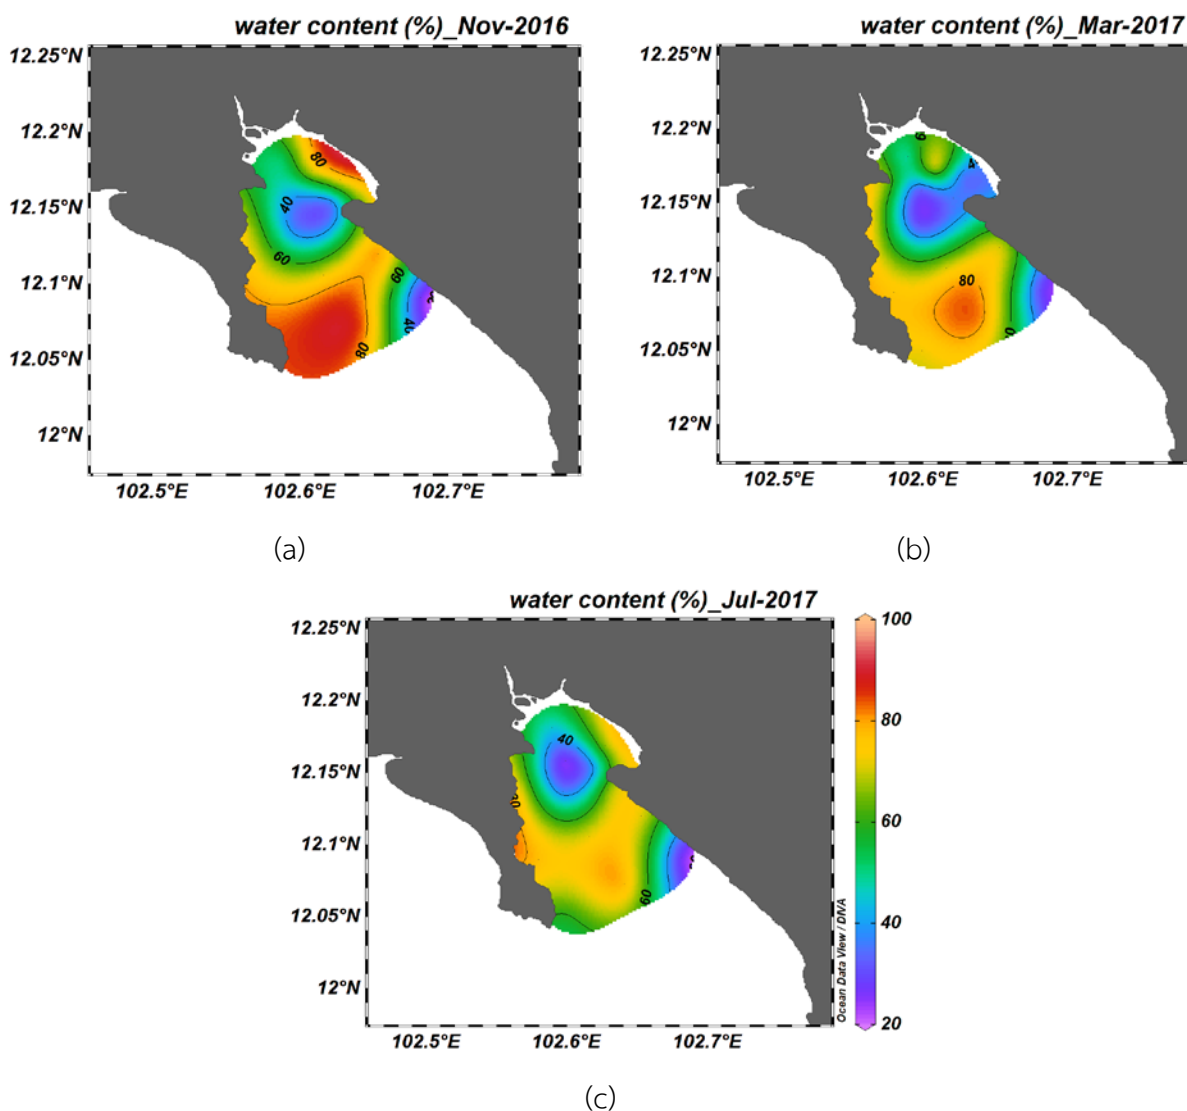 water content (%)_Nov-2016
12.25°N
12.2°N
12.15°N
12.1°N
12.05°N
12°N
80
40
60
60
40
80
102.5°E 102.6°E 102.7°E
(a)
water content (%)_Mar-2017
12.25°N
12.2°N
12.15°N
12.1°N
12.05°N
12°N
80
102.5°E 102.6°E 102.7°E
(b)
water content (%)_Jul-2017
12.25°N
12.2°N
12.15°N
12.1°N
12.05°N
12°N
40
60
102.5°E 102.6°E 102.7°E
Ocean Data View / DIVA
100
80
60
40
20
(c)